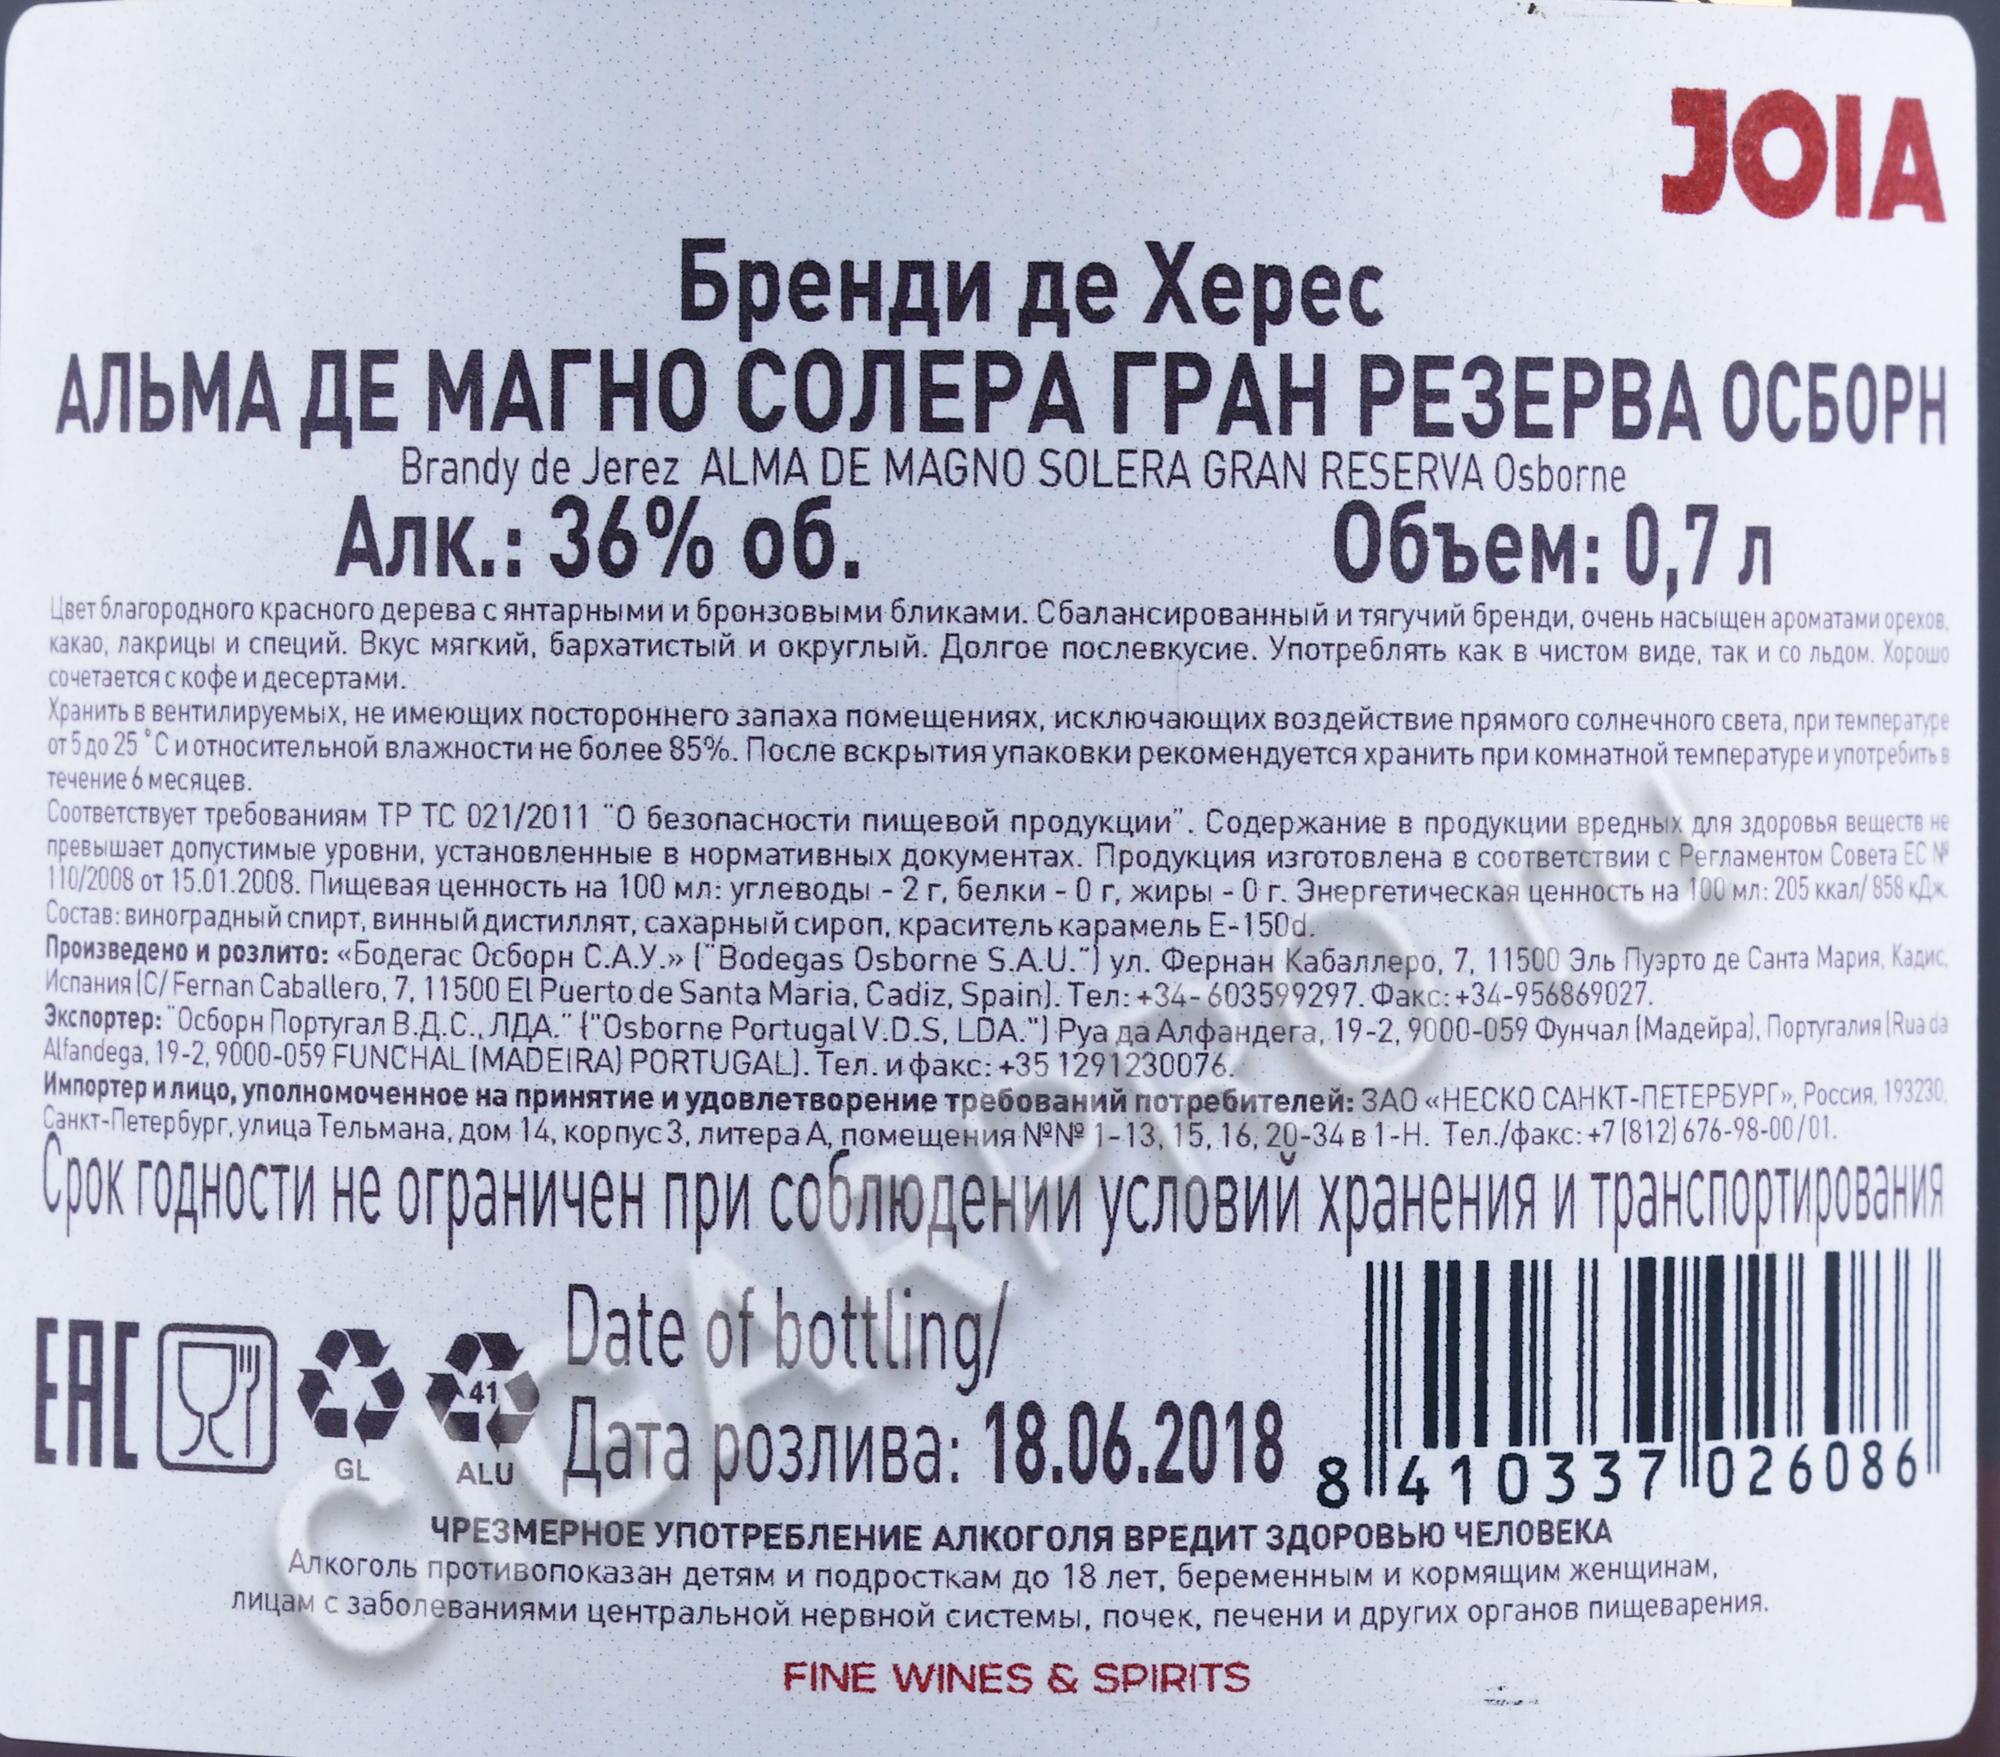 JOIA
Бренди де Херес
АЛЬМА ДЕ МАГНО СОЛЕРА ГРАН РЕЗЕРВА ОСБОРН
Brandy de Jerez ALMA DE MAGNO SOLERA GRAN RESERVA Osborne
Алк.: 36% об. Объем: 0,7 л
Цвет благородного красного дерева с янтарными и бронзовыми бликами. Сбалансированный и тягучий бренди, очень насыщен ароматами орехов,
какао, лакрицы и специй. Вкус мягкий, бархатистый и округлый. Долгое послевкусие. Употреблять как в чистом виде, так и со льдом. Хорошо
сочетается с кофе и десертами.
Хранить в вентилируемых, не имеющих постороннего запаха помещениях, исключающих воздействие прямого солнечного света, при температуре
от 5 до 25 °С и относительной влажности не более 85%. После вскрытия упаковки рекомендуется хранить при комнатной температуре и употребить в
течение 6 месяцев.
Соответствует требованиям ТР ТС 021/2011 "О безопасности пищевой продукции". Содержание в продукции вредных для здоровья веществ не
превышает допустимые уровни, установленные в нормативных документах. Продукция изготовлена в соответствии с Регламентом Совета ЕС №
110/2008 от 15.01.2008. Пищевая ценность на 100 мл: углеводы - 2 г, белки - 0 г, жиры - 0 г. Энергетическая ценность на 100 мл: 205 ккал/ 858 кДж.
Состав: виноградный спирт, винный дистиллят, сахарный сироп, краситель карамель Е-150d.
Произведено и розлито: «Бодегас Осборн С.А.У.» ("Bodegas Osborne S.A.U.") ул. Фернан Кабаллеро, 7, 11500 Эль Пуэрто де Санта Мария, Кадис,
Испания (C/ Fernan Caballero, 7, 11500 El Puerto de Santa Maria, Cadiz, Spain). Тел: +34- 603599297. Факс: +34-956869027.
Экспортер: "Осборн Португал В.Д.С., ЛДА." ("Osborne Portugal V.D.S, LDA.") Руа да Алфандега, 19-2, 9000-059 Фунчал (Мадейра), Португалия (Rua da
Alfandega, 19-2, 9000-059 FUNCHAL (MADEIRA) PORTUGAL). Тел. и факс: +35 1291230076.
Импортер и лицо, уполномоченное на принятие и удовлетворение требований потребителей: ЗАО «НЕСКО САНКТ-ПЕТЕРБУРГ», Россия, 193230,
Санкт-Петербург, улица Тельмана, дом 14, корпус 3, литера А, помещения №№ 1-13, 15, 16, 20-34 в 1-Н. Тел./факс: +7 (812) 676-98-00/01.
Срок годности не ограничен при соблюдении условий хранения и транспортирования
EAC
GL
41
ALU
Date of bottling/
Дата розлива: 18.06.2018
8 410337 026086
ЧРЕЗМЕРНОЕ УПОТРЕБЛЕНИЕ АЛКОГОЛЯ ВРЕДИТ ЗДОРОВЬЮ ЧЕЛОВЕКА
Алкоголь противопоказан детям и подросткам до 18 лет, беременным и кормящим женщинам,
лицам с заболеваниями центральной нервной системы, почек, печени и других органов пищеварения.
FINE WINES & SPIRITS
CIGARPRO.ru